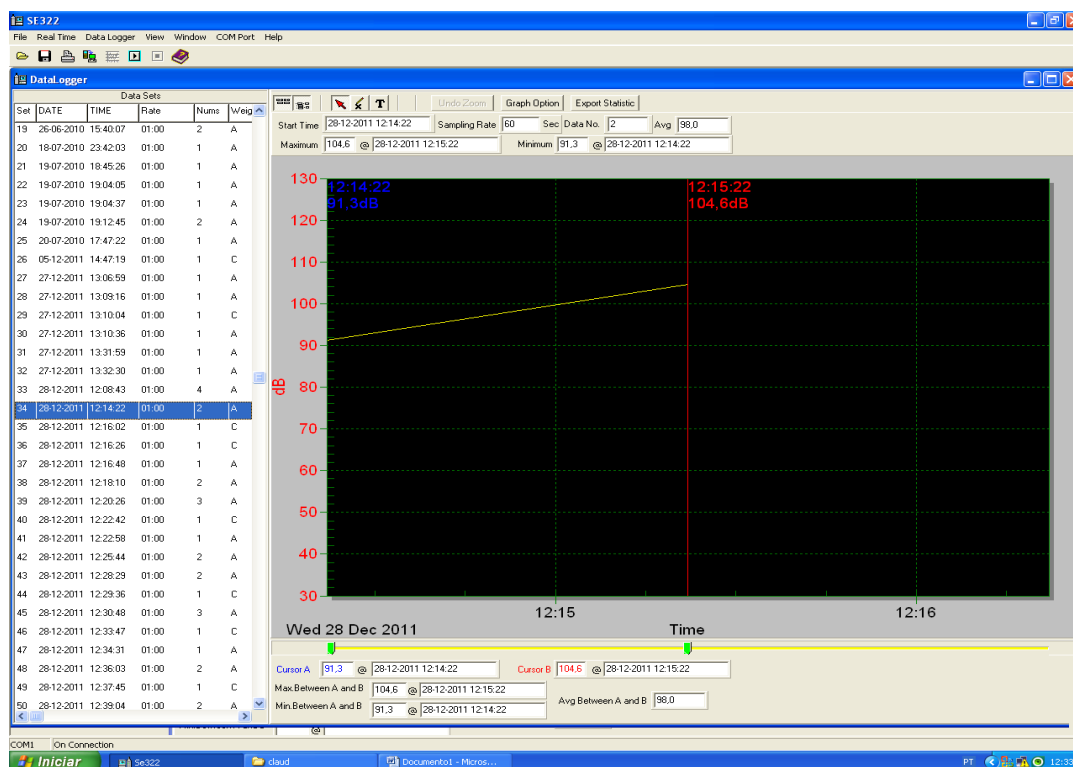 SE322
File Real Time Data Logger View Window COM Port Help
DataLogger
Data Sets
Set DATE TIME Rate Nums Weig
19 26-06-2010 15:40:07 01:00 2 A
20 18-07-2010 23:42:03 01:00 1 A
21 19-07-2010 18:45:26 01:00 1 A
22 19-07-2010 19:04:05 01:00 1 A
23 19-07-2010 19:04:37 01:00 1 A
24 19-07-2010 19:12:45 01:00 2 A
25 20-07-2010 17:47:22 01:00 1 A
26 05-12-2011 14:47:19 01:00 1 C
27 27-12-2011 13:06:59 01:00 1 A
28 27-12-2011 13:09:16 01:00 1 A
29 27-12-2011 13:10:04 01:00 1 C
30 27-12-2011 13:10:36 01:00 1 A
31 27-12-2011 13:31:59 01:00 1 A
32 27-12-2011 13:32:30 01:00 1 A
33 28-12-2011 12:08:43 01:00 4 A
34 28-12-2011 12:14:22 01:00 2 A
35 28-12-2011 12:16:02 01:00 1 C
36 28-12-2011 12:16:26 01:00 1 C
37 28-12-2011 12:16:48 01:00 1 A
38 28-12-2011 12:18:10 01:00 2 A
39 28-12-2011 12:20:26 01:00 3 A
40 28-12-2011 12:22:42 01:00 1 C
41 28-12-2011 12:22:58 01:00 1 A
42 28-12-2011 12:25:44 01:00 2 A
43 28-12-2011 12:28:29 01:00 2 A
44 28-12-2011 12:29:36 01:00 1 C
45 28-12-2011 12:30:48 01:00 3 A
46 28-12-2011 12:33:47 01:00 1 C
47 28-12-2011 12:34:31 01:00 1 A
48 28-12-2011 12:36:03 01:00 2 A
49 28-12-2011 12:37:45 01:00 1 C
50 28-12-2011 12:39:04 01:00 2 A
T Undo Zoom Graph Option Export Statistic
Start Time 28-12-2011 12:14:22 Sampling Rate 60 Sec Data No. 2 Avg 98,0
Maximum 104,6 @ 28-12-2011 12:15:22 Minimum 91,3 @ 28-12-2011 12:14:22
12:14:22 12:15:22
91,3dB 104,6dB
130
120
110
100
90
80
70
60
50
40
30
dB
12:15 12:16
Wed 28 Dec 2011 Time
Cursor A 91,3 @ 28-12-2011 12:14:22 Cursor B 104,6 @ 28-12-2011 12:15:22
Max.Between A and B 104,6 @ 28-12-2011 12:15:22
Min.Between A and B 91,3 @ 28-12-2011 12:14:22
Avg Between A and B 98,0
@
COM1 On Connection
Iniciar Se322 claud Documento1 - Micros... PT 12:33